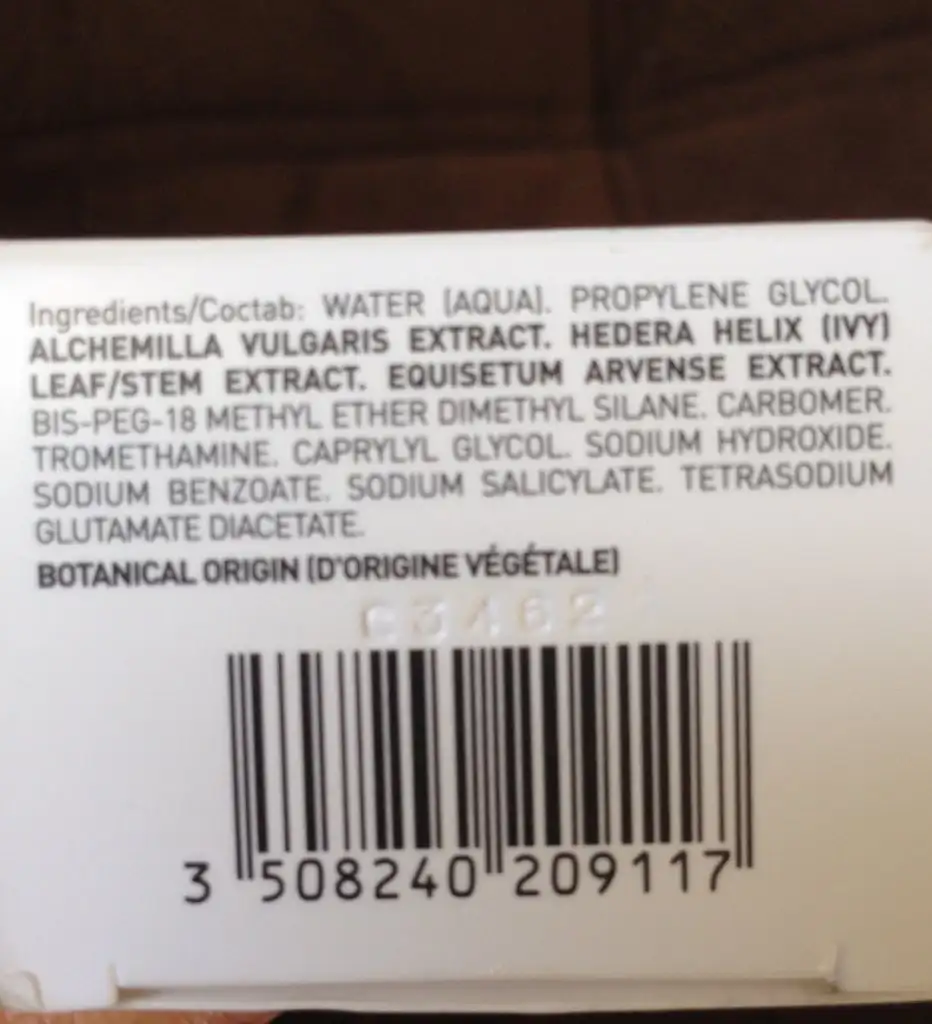 Ingredients/Coctab: WATER (AQUA). PROPYLENE GLYCOL.
ALCHEMILLA VULGARIS EXTRACT. HEDERA HELIX (IVY)
LEAF/STEM EXTRACT. EQUISETUM ARVENSE EXTRACT.
BIS-PEG-18 METHYL ETHER DIMETHYL SILANE. CARBOMER.
TROMETHAMINE. CAPRYLYL GLYCOL. SODIUM HYDROXIDE.
SODIUM BENZOATE. SODIUM SALICYLATE. TETRASODIUM
GLUTAMATE DIACETATE.
BOTANICAL ORIGIN (D'ORIGINE VÉGÉTALE)
C3462
3 508240 209117